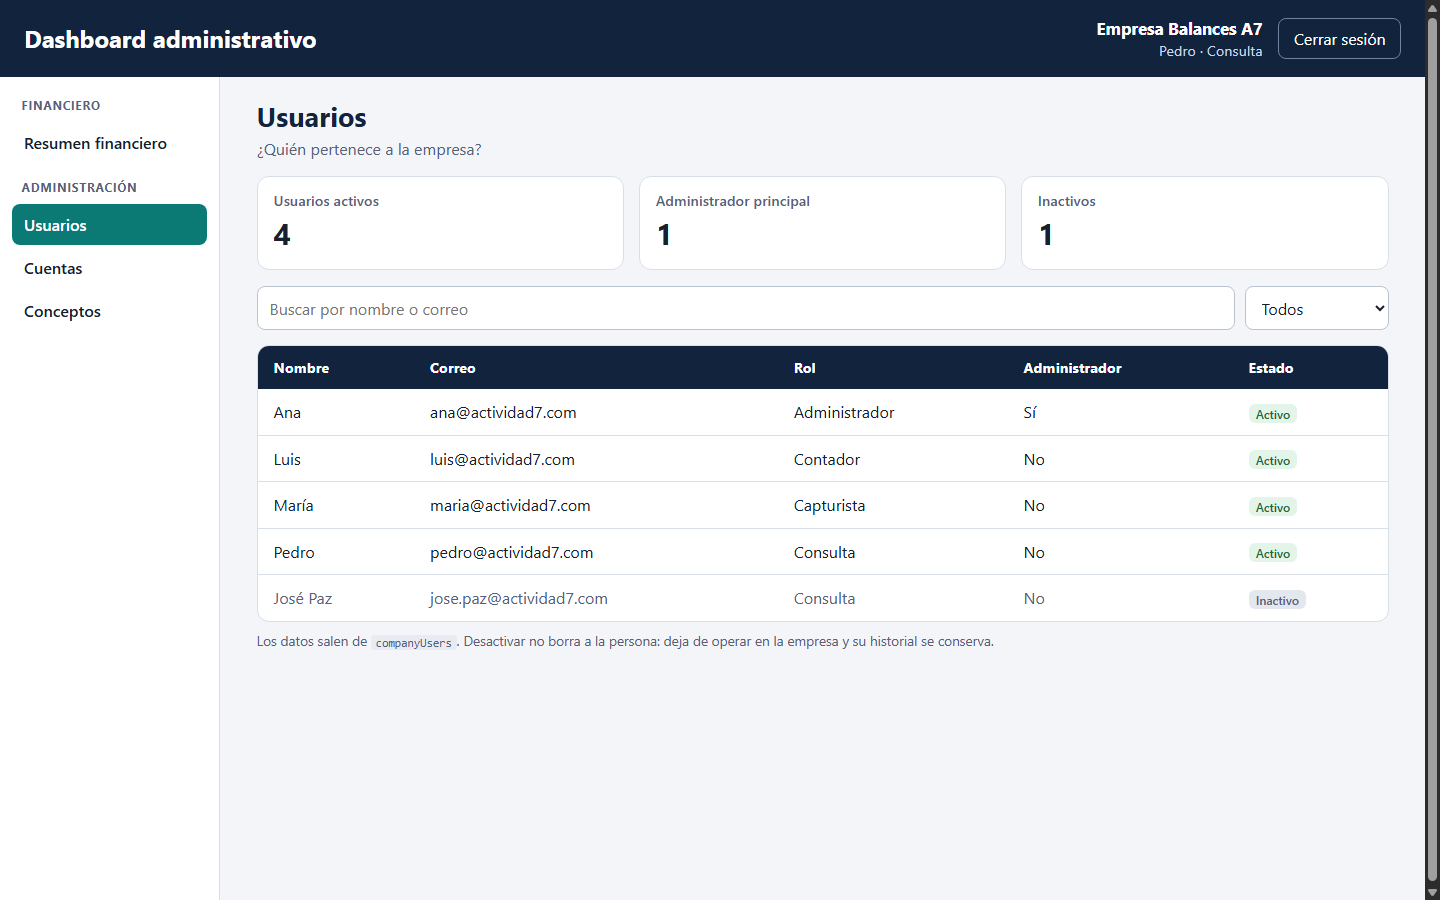 Dashboard administrativo
Empresa Balances A7
Pedro · Consulta
Cerrar sesión
FINANCIERO
Resumen financiero
ADMINISTRACIÓN
Usuarios
Cuentas
Conceptos
Usuarios
¿Quién pertenece a la empresa?
Usuarios activos
4
Administrador principal
1
Inactivos
1
Buscar por nombre o correo
Todos
Nombre Correo Rol Administrador Estado
Ana ana@actividad7.com Administrador Sí Activo
Luis luis@actividad7.com Contador No Activo
María maria@actividad7.com Capturista No Activo
Pedro pedro@actividad7.com Consulta No Activo
José Paz jose.paz@actividad7.com Consulta No Inactivo
Los datos salen de companyUsers. Desactivar no borra a la persona: deja de operar en la empresa y su historial se conserva.